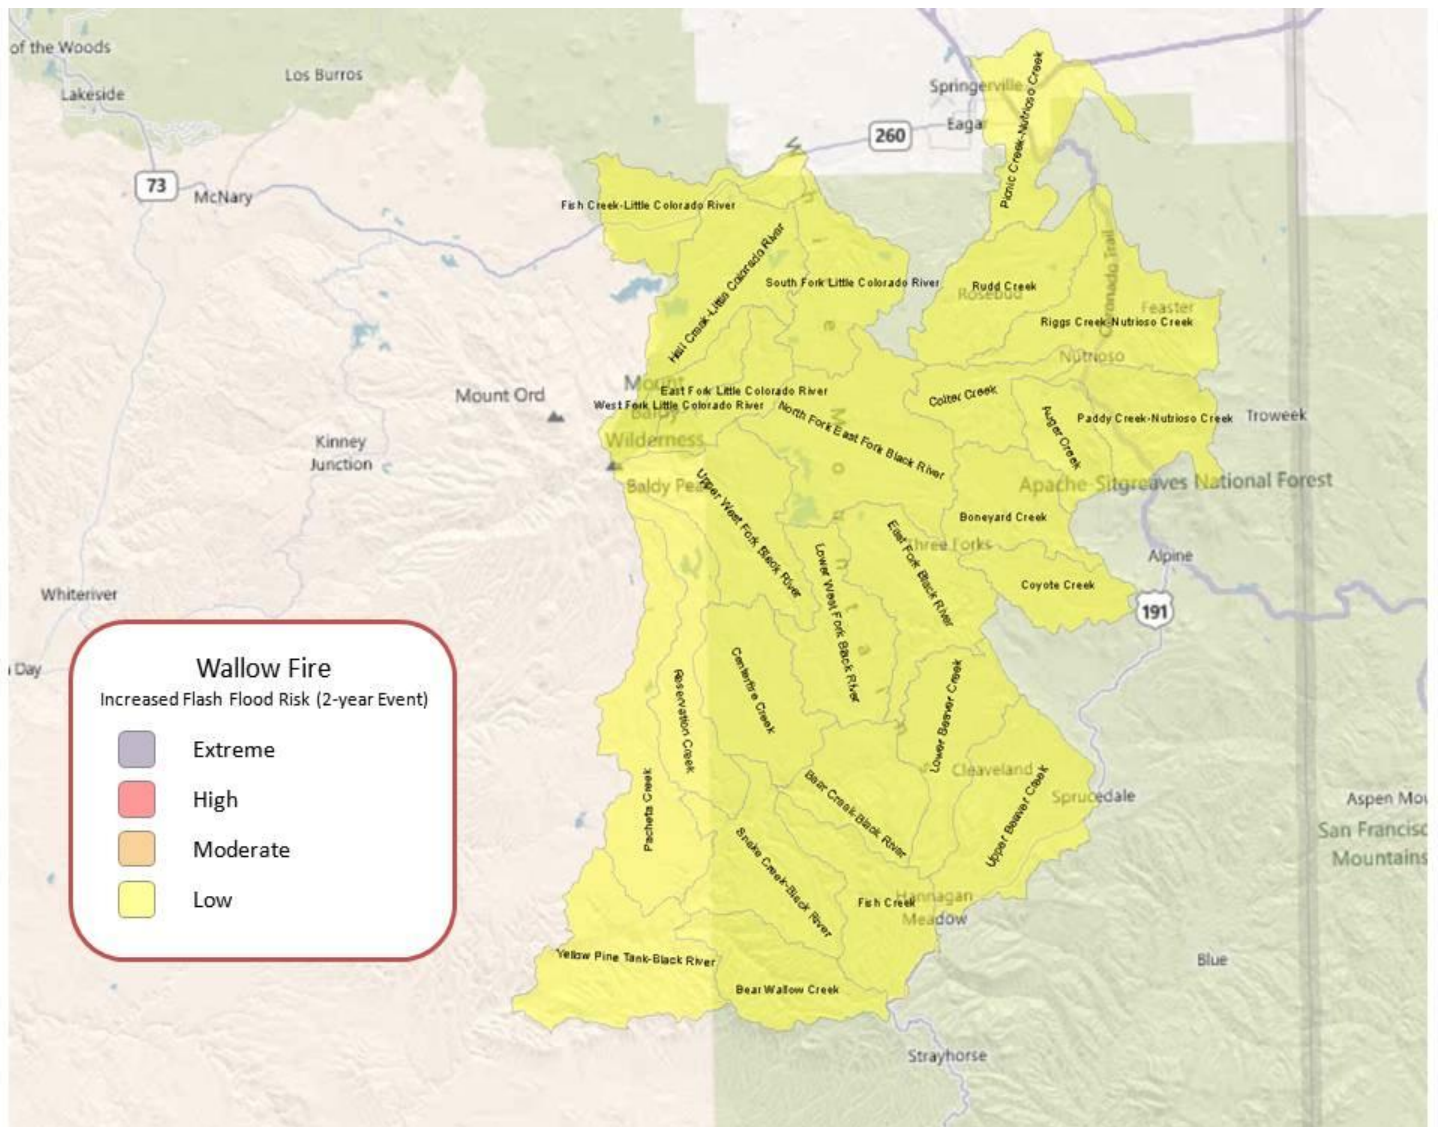 of the Woods
Los Burros
Lakeside
Springerville
Eagar
260
73
McNary
Picnic Creek-Nutrioso Creek
Fish Creek-Little Colorado River
Hall Creek-Little Colorado River
South Fork Little Colorado River
Rudd Creek
Rosebud
Coronado Trail
Feaster
Riggs Creek-Nutrioso Creek
Nutrioso
Mount Ord
Mount
Baldy
Wilderness
East Fork Little Colorado River
West Fork Little Colorado River
North Fork East Fork Black River
Colter Creek
Auger Creek
Paddy Creek-Nutrioso Creek
Troweek
Kinney
Junction
Baldy Pea
Apache-Sitgreaves National Forest
Upper West Fork Black River
Boneyard Creek
Three Forks
East Fork Black River
Lower West Fork Black River
Alpine
Coyote Creek
191
Whiteriver
Day
Reservation Creek
Centerfire Creek
Lower Beaver Creek
Cleaveland
Sprucedale
Upper Beaver Creek
Bear Creek-Black River
Pacheta Creek
Snake Creek-Black River
Aspen Mou
San Francisc
Mountains
Fish Creek
Hannagan
Meadow
Yellow Pine Tank-Black River
Bear Wallow Creek
Blue
Strayhorse
Wallow Fire
Increased Flash Flood Risk (2-year Event)
Extreme
High
Moderate
Low